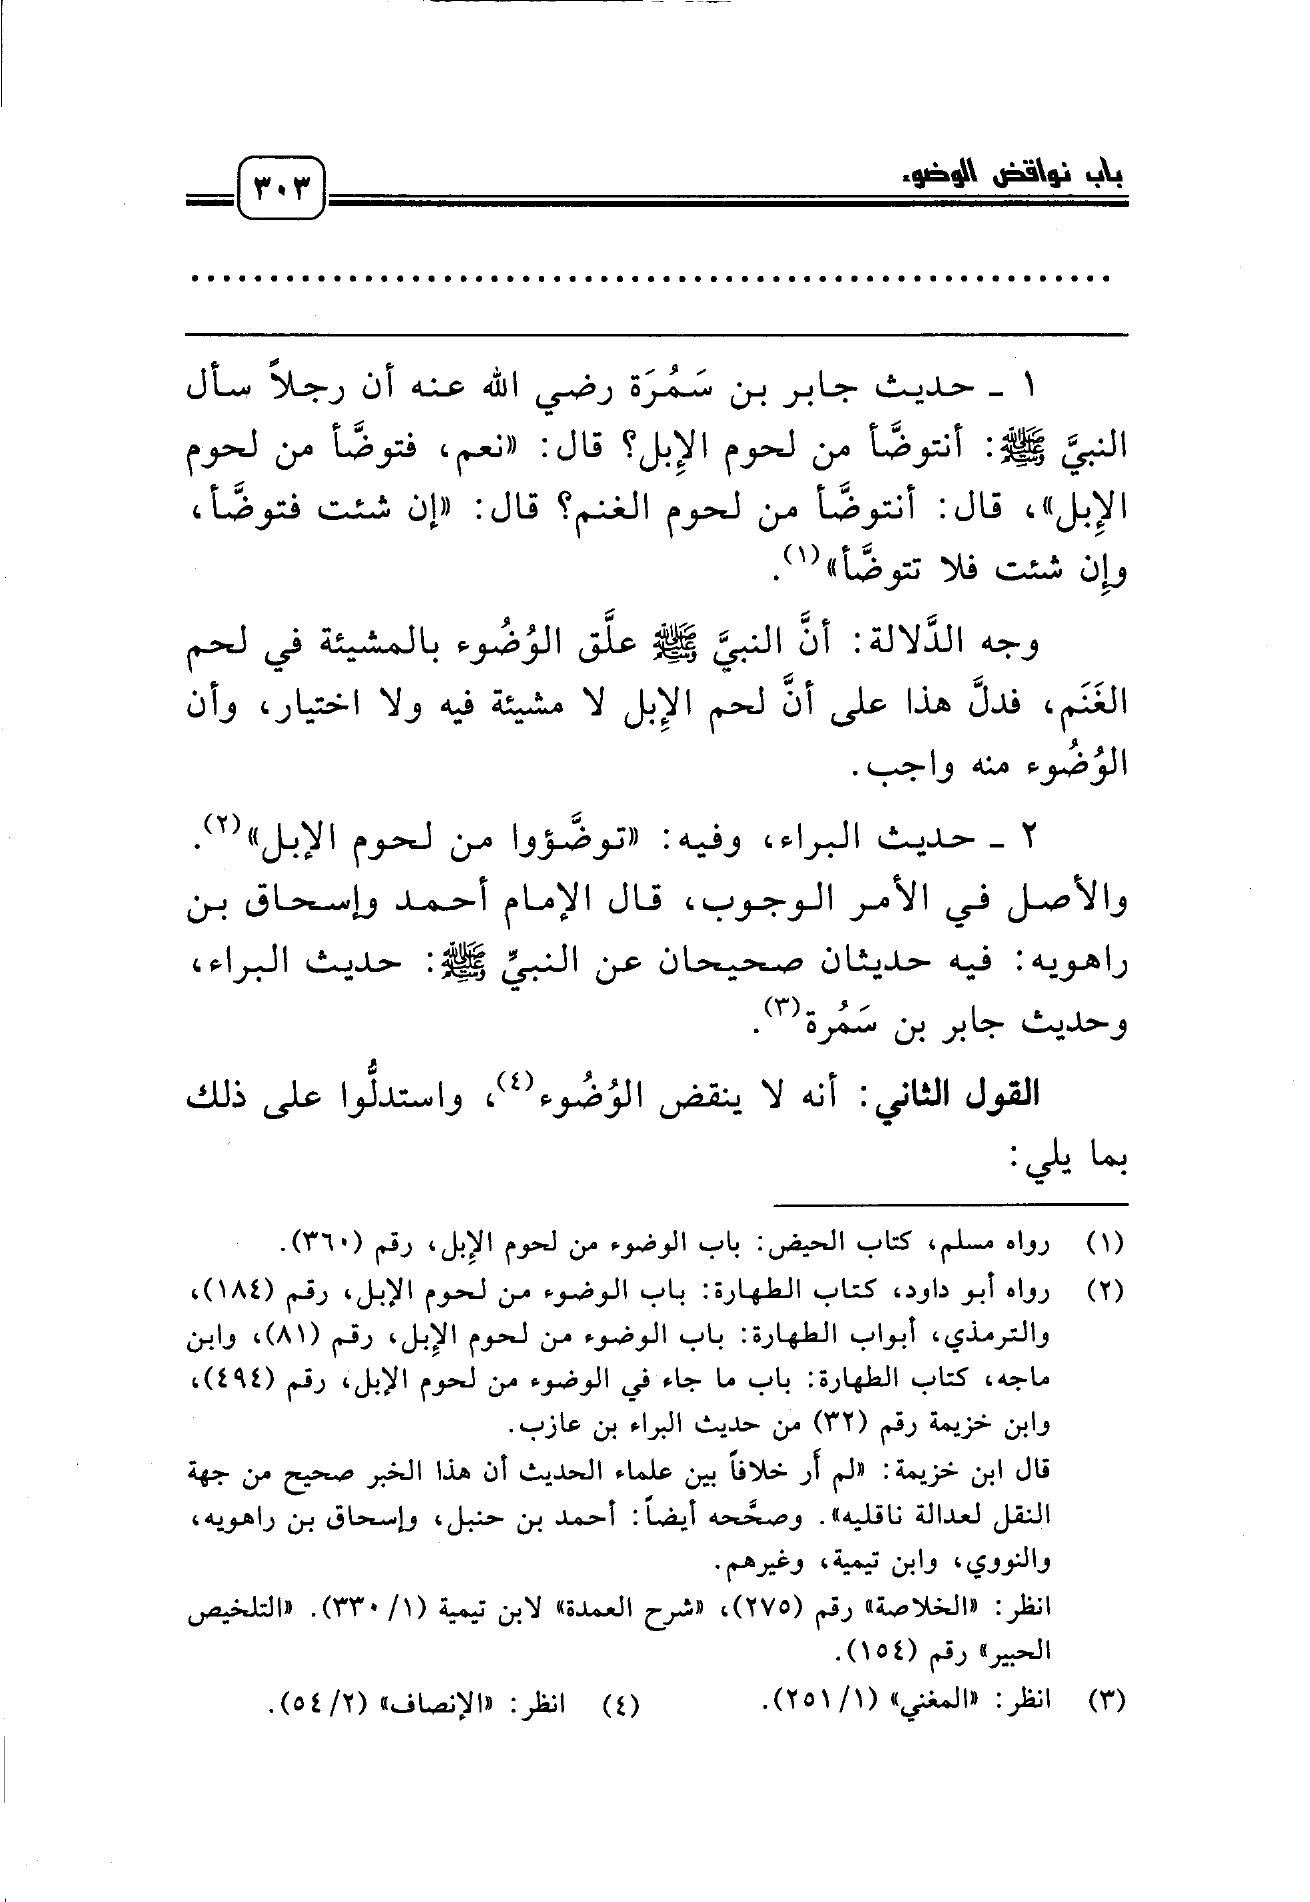 باب نواقض الوضوء
٣٠٣
١ ـ حديث جابر بن سَمُرَة رضي الله عنه أن رجلاً سأل
النبيَّ ﷺ: أنتوضَّأ من لحوم الإِبل؟ قال: «نعم، فتوضَّأ من لحوم
الإِبل»، قال: أنتوضَّأ من لحوم الغنم؟ قال: «إن شئت فتوضَّأ،
وإِن شئت فلا تتوضَّأ»(١).
وجه الدَّلالة: أنَّ النبيَّ ﷺ علَّق الوُضُوء بالمشيئة في لحم
الغَنَم، فدلَّ هذا على أنَّ لحم الإِبل لا مشيئة فيه ولا اختيار، وأن
الوُضُوء منه واجب.
٢ ـ حديث البراء، وفيه: «توضَّؤوا من لحوم الإبل»(٢).
والأصل في الأمر الوجوب، قال الإمام أحمد وإسحاق بن
راهويه: فيه حديثان صحيحان عن النبيِّ ﷺ: حديث البراء،
وحديث جابر بن سَمُرة(٣).
القول الثاني: أنه لا ينقض الوُضُوء(٤)، واستدلُّوا على ذلك
بما يلي:
(١) رواه مسلم، كتاب الحيض: باب الوضوء من لحوم الإِبل، رقم (٣٦٠).
(٢) رواه أبو داود، كتاب الطهارة: باب الوضوء من لحوم الإبل، رقم (١٨٤)،
والترمذي، أبواب الطهارة: باب الوضوء من لحوم الإِبل، رقم (٨١)، وابن
ماجه، كتاب الطهارة: باب ما جاء في الوضوء من لحوم الإبل، رقم (٤٩٤)،
وابن خزيمة رقم (٣٢) من حديث البراء بن عازب.
قال ابن خزيمة: «لم أَر خلافاً بين علماء الحديث أن هذا الخبر صحيح من جهة
النقل لعدالة ناقليه». وصحَّحه أيضاً: أحمد بن حنبل، وإسحاق بن راهويه،
والنووي، وابن تيمية، وغيرهم.
انظر: «الخلاصة» رقم (٢٧٥)، «شرح العمدة» لابن تيمية (١/ ٣٣٠). «التلخيص
الحبير» رقم (١٥٤).
(٣) انظر: «المغني» (١/ ٢٥١). (٤) انظر: «الإنصاف» (٢/ ٥٤).